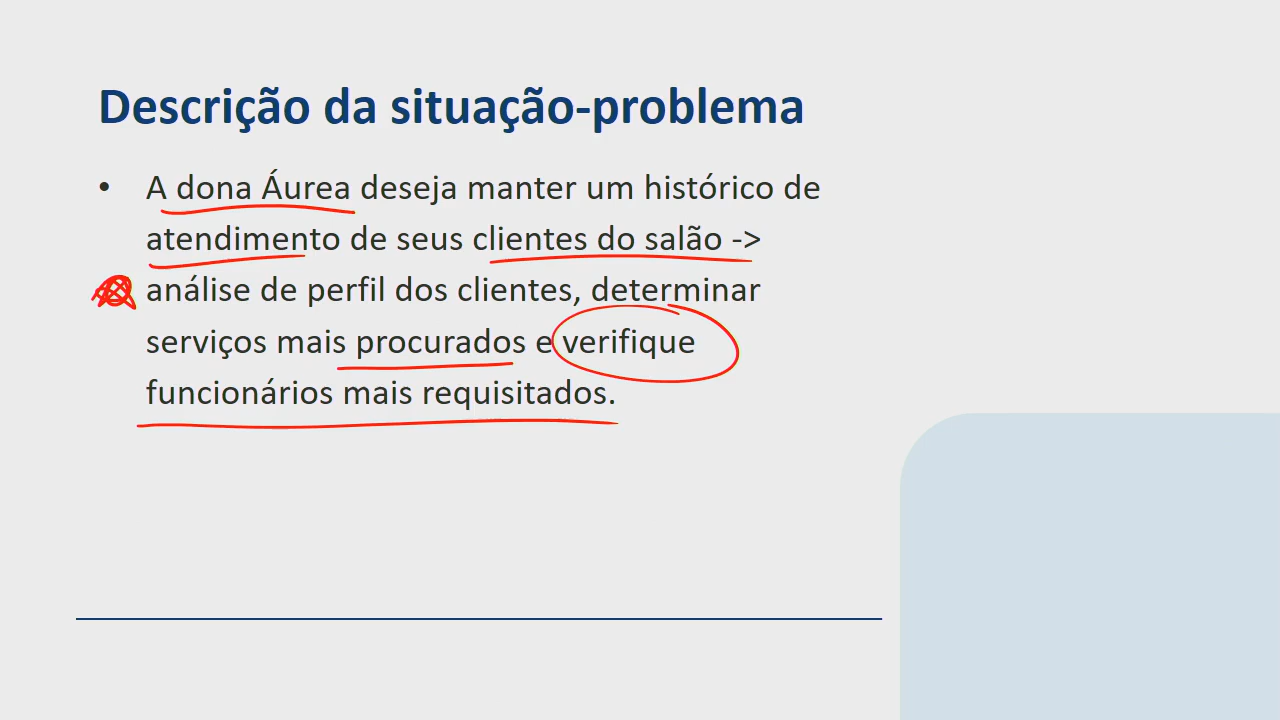 Descrição da situação-problema
• A dona Áurea deseja manter um histórico de
atendimento de seus clientes do salão ->
análise de perfil dos clientes, determinar
serviços mais procurados e verifique
funcionários mais requisitados.